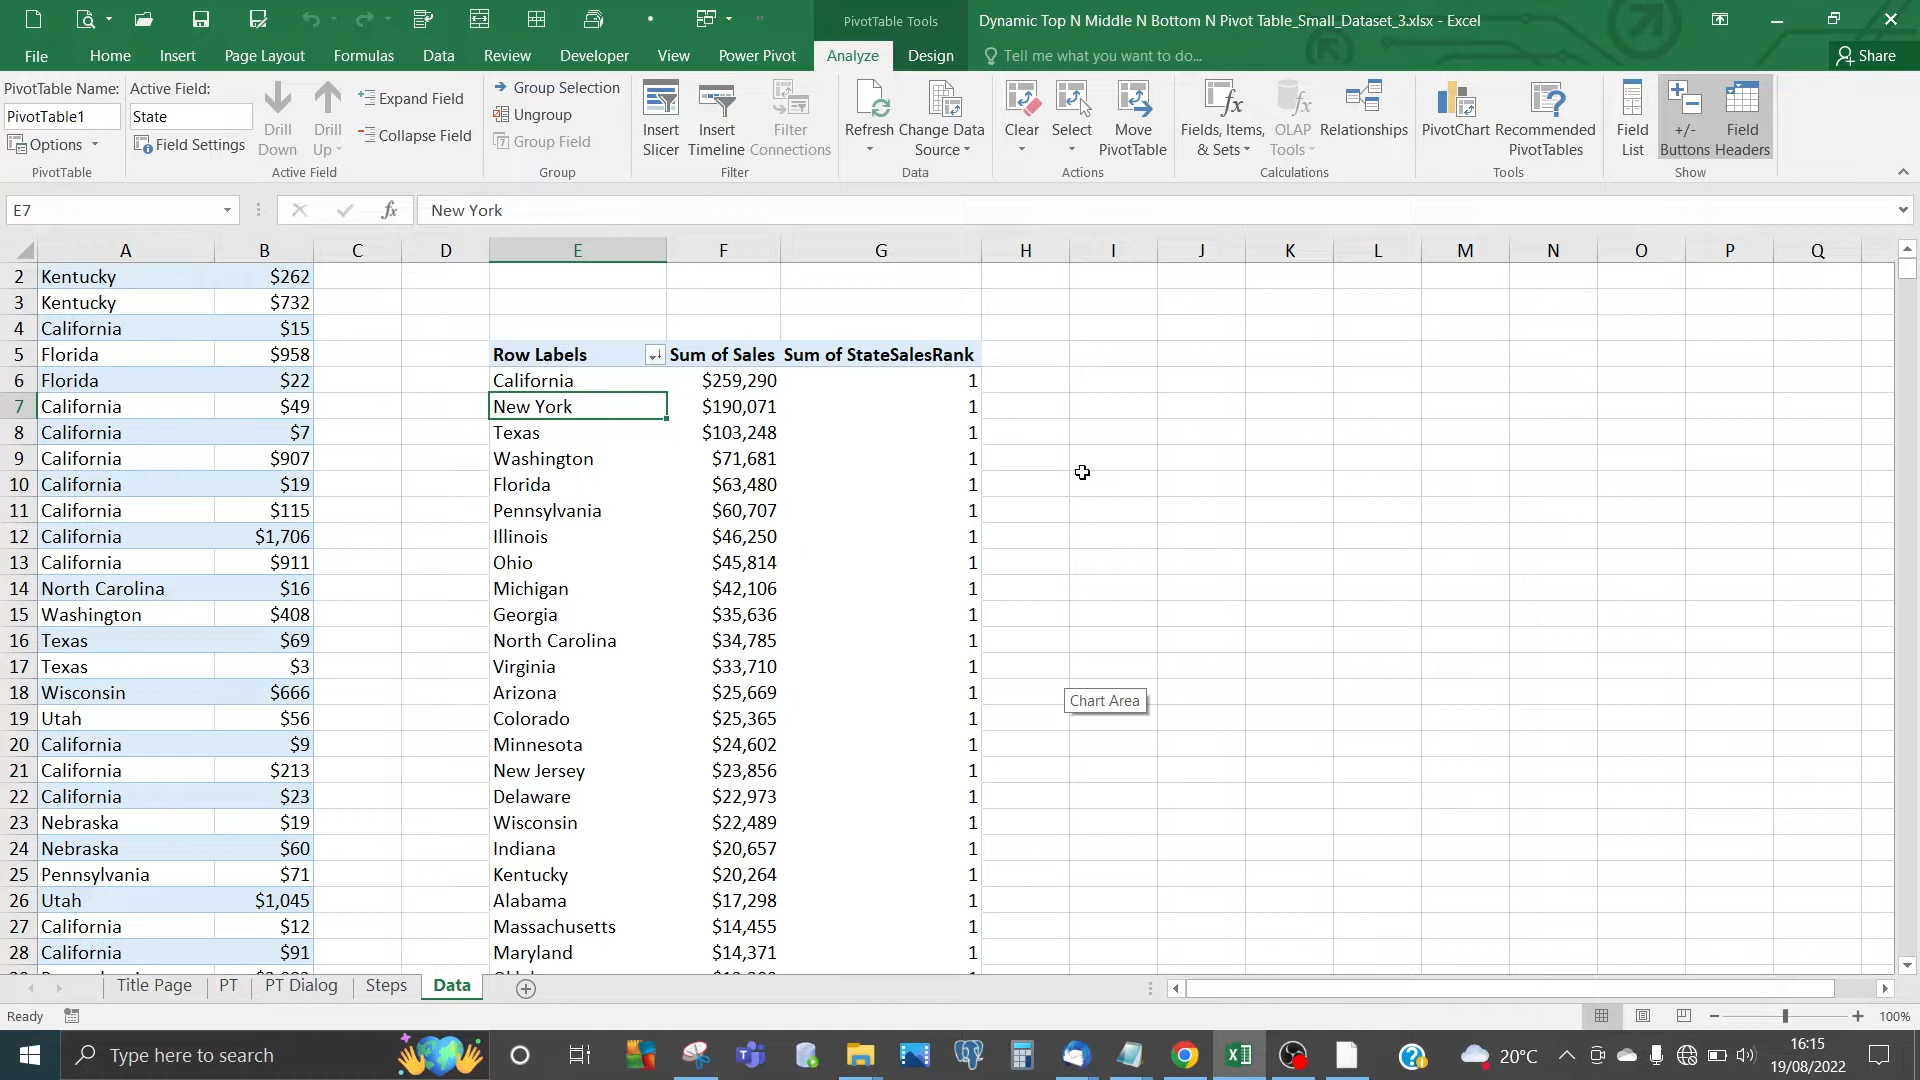 PivotTable Tools
Dynamic Top N Middle N Bottom N Pivot Table_Small_Dataset_3.xlsx - Excel
File Home Insert Page Layout Formulas Data Review Developer View Power Pivot Analyze Design Tell me what you want to do... Share
PivotTable Name: Active Field:
PivotTable1 State
Options Field Settings
Drill Down
Drill Up
Expand Field
Collapse Field
Group Selection
Ungroup
Group Field
Insert Slicer
Insert Timeline
Filter Connections
Refresh
Change Data Source
Clear
Select
Move PivotTable
Fields, Items, & Sets
OLAP Tools
Relationships
PivotChart
Recommended PivotTables
Field List
+/- Buttons
Field Headers
PivotTable Active Field Group Filter Data Actions Calculations Tools Show
E7 fx New York
A B C D E F G H I J K L M N O P Q
2 Kentucky $262
3 Kentucky $732
4 California $15
5 Florida $958 Row Labels Sum of Sales Sum of StateSalesRank
6 Florida $22 California $259,290 1
7 California $49 New York $190,071 1
8 California $7 Texas $103,248 1
9 California $907 Washington $71,681 1
10 California $19 Florida $63,480 1
11 California $115 Pennsylvania $60,707 1
12 California $1,706 Illinois $46,250 1
13 California $911 Ohio $45,814 1
14 North Carolina $16 Michigan $42,106 1
15 Washington $408 Georgia $35,636 1
16 Texas $69 North Carolina $34,785 1
17 Texas $3 Virginia $33,710 1
18 Wisconsin $666 Arizona $25,669 1
Chart Area
19 Utah $56 Colorado $25,365 1
20 California $9 Minnesota $24,602 1
21 California $213 New Jersey $23,856 1
22 California $23 Delaware $22,973 1
23 Nebraska $19 Wisconsin $22,489 1
24 Nebraska $60 Indiana $20,657 1
25 Pennsylvania $71 Kentucky $20,264 1
26 Utah $1,045 Alabama $17,298 1
27 California $12 Massachusetts $14,455 1
28 California $91 Maryland $14,371 1
Title Page PT PT Dialog Steps Data
Ready 100%
Type here to search 20°C 16:15
19/08/2022